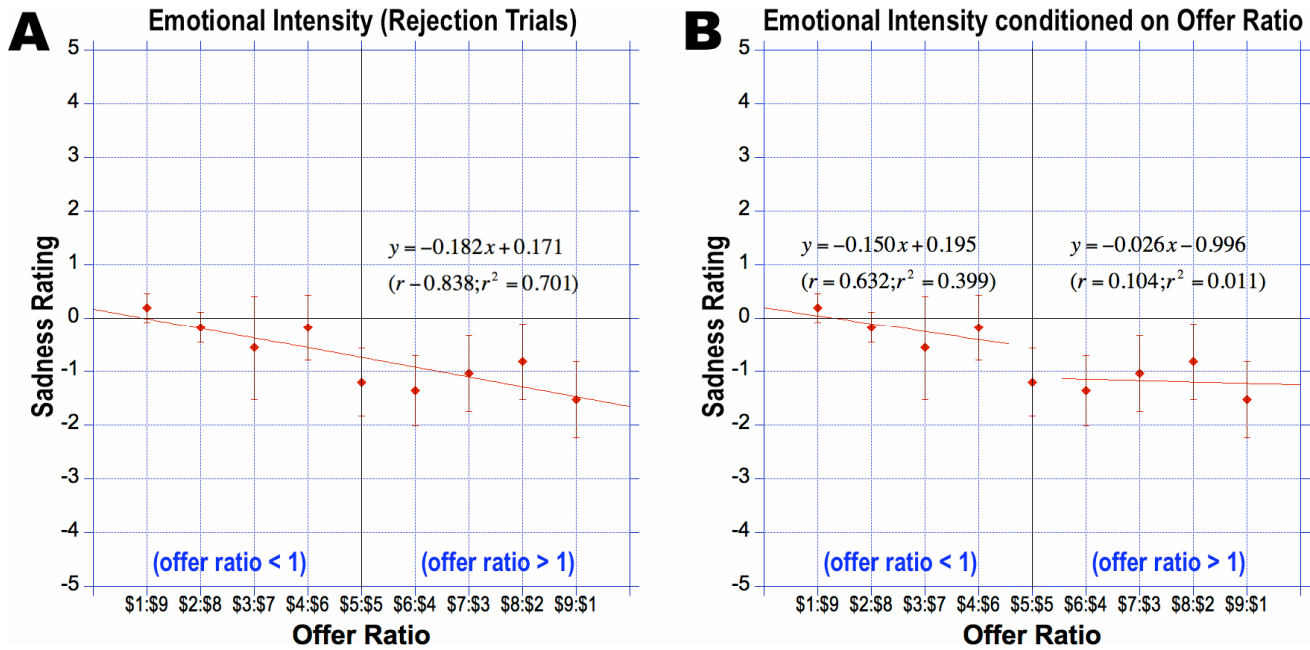 A
Emotional Intensity (Rejection Trials)
5
4
3
2
1
0
-1
-2
-3
-4
-5
Sadness Rating
y = −0.182x + 0.171
(r − 0.838; r² = 0.701)
(offer ratio < 1)
(offer ratio > 1)
$1:$9 $2:$8 $3:$7 $4:$6 $5:$5 $6:$4 $7:$3 $8:$2 $9:$1
Offer Ratio
B
Emotional Intensity conditioned on Offer Ratio
5
4
3
2
1
0
-1
-2
-3
-4
-5
Sadness Rating
y = −0.150x + 0.195
(r = 0.632; r² = 0.399)
y = −0.026x − 0.996
(r = 0.104; r² = 0.011)
(offer ratio < 1)
(offer ratio > 1)
$1:$9 $2:$8 $3:$7 $4:$6 $5:$5 $6:$4 $7:$3 $8:$2 $9:$1
Offer Ratio